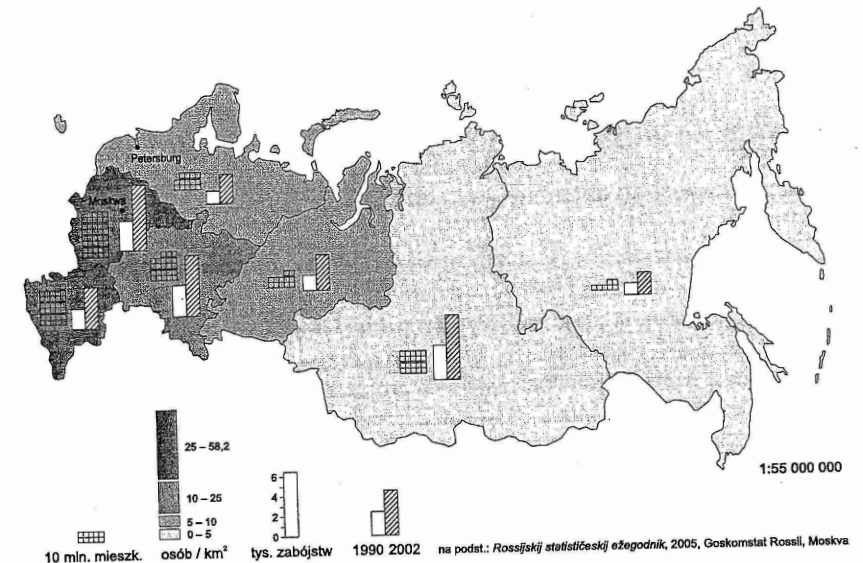 Petersburg
Moskwa
1:55 000 000
25 – 58,2
10 – 25
5 – 10
0 – 5
6
4
2
0
10 mln. mieszk.
osób / km²
tys. zabójstw
1990 2002
na podst.: Rossijskij statističeskij ežegodnik, 2005, Goskomstat Rossii, Moskva